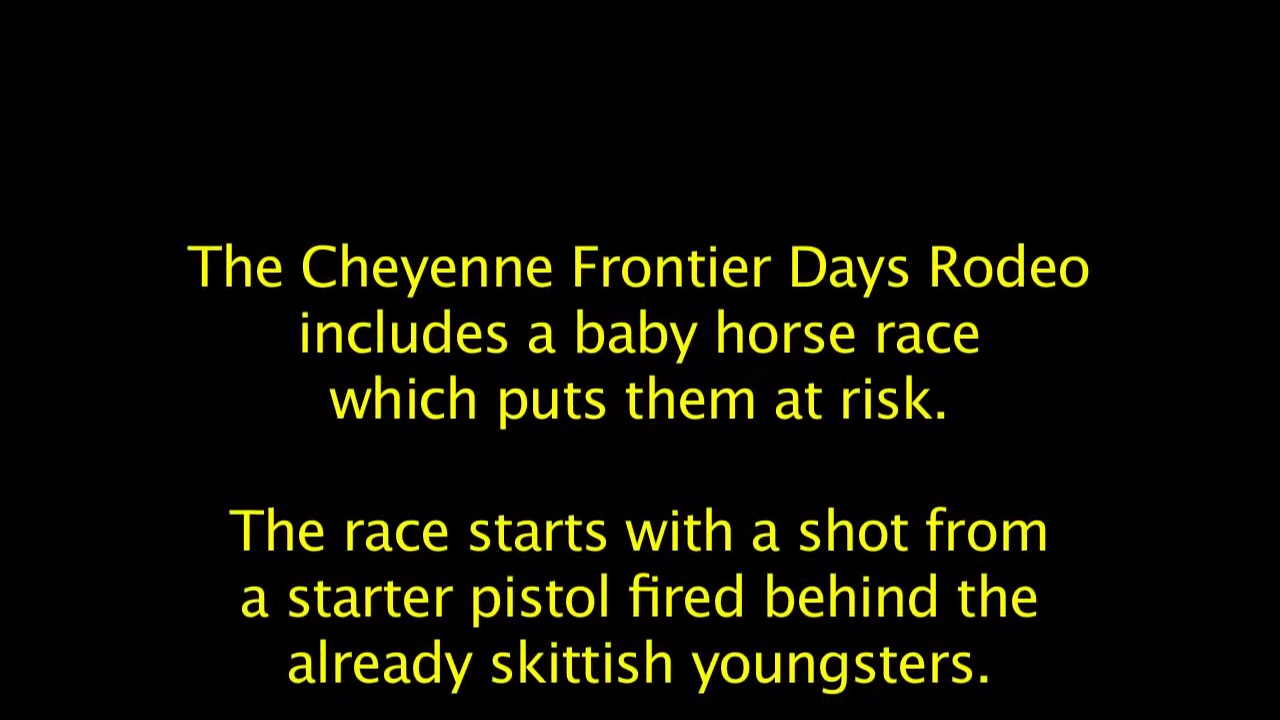 The Cheyenne Frontier Days Rodeo
includes a baby horse race
which puts them at risk.
The race starts with a shot from
a starter pistol fired behind the
already skittish youngsters.